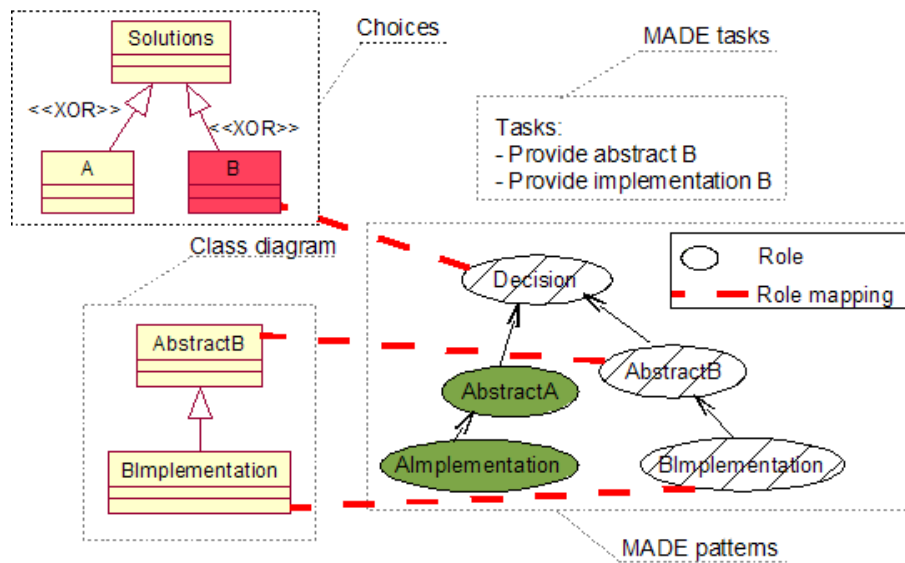 Solutions
Choices
MADE tasks
<<XOR>>
<<XOR>>
A
B
Tasks:
- Provide abstract B
- Provide implementation B
Class diagram
Role
Role mapping
Decision
AbstractB
AbstractB
AbstractA
BImplementation
AImplementation
BImplementation
MADE patterns